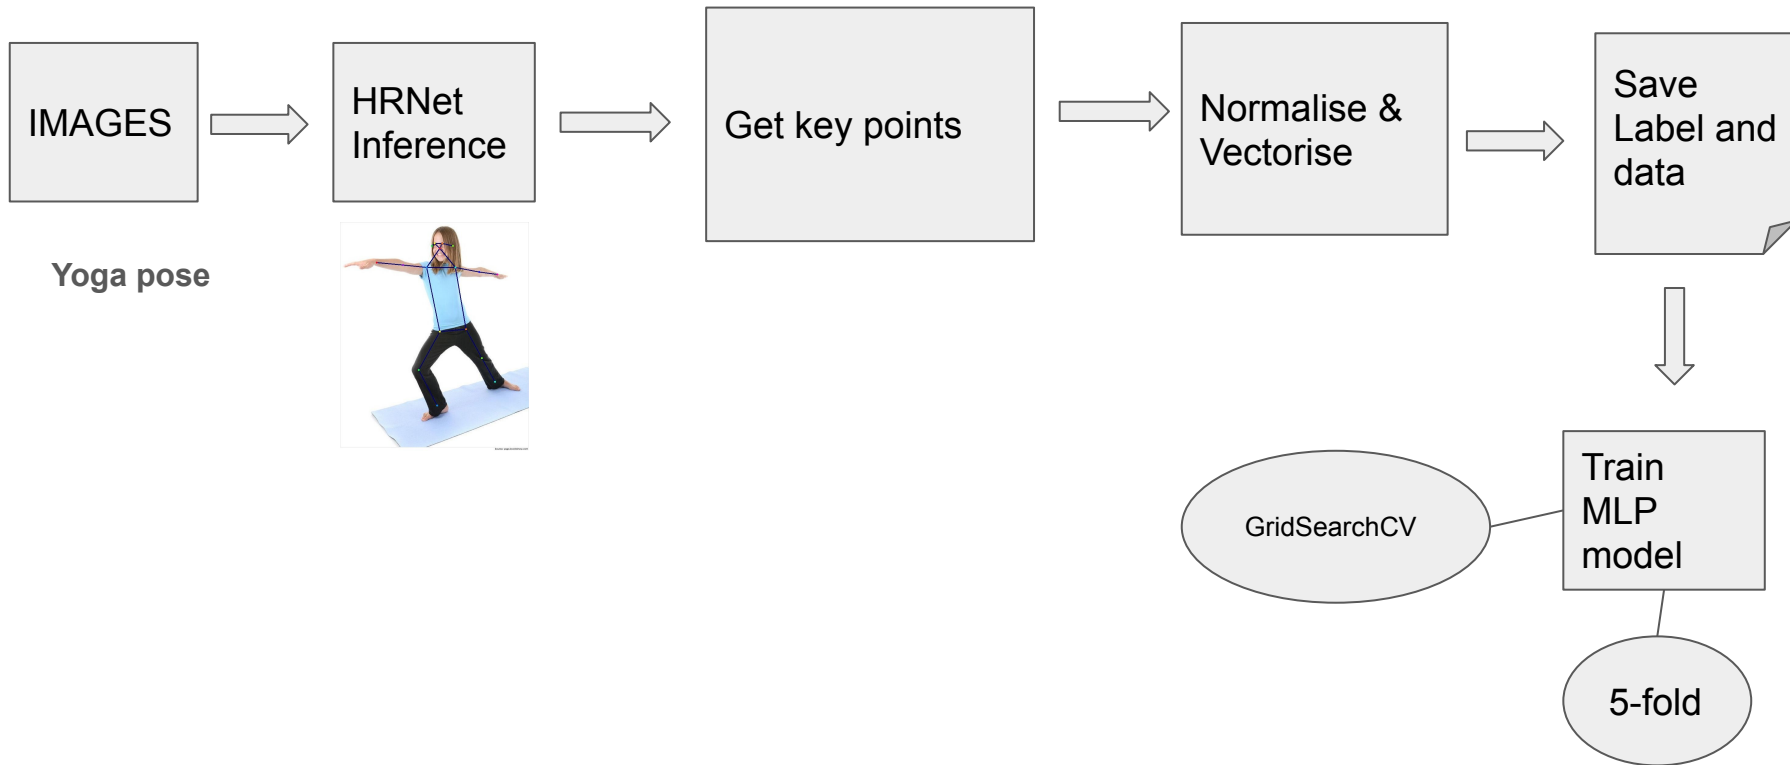 IMAGES
HRNet
Inference
Get key points
Normalise &
Vectorise
Save
Label and
data
Yoga pose
Train
MLP
model
GridSearchCV
5-fold